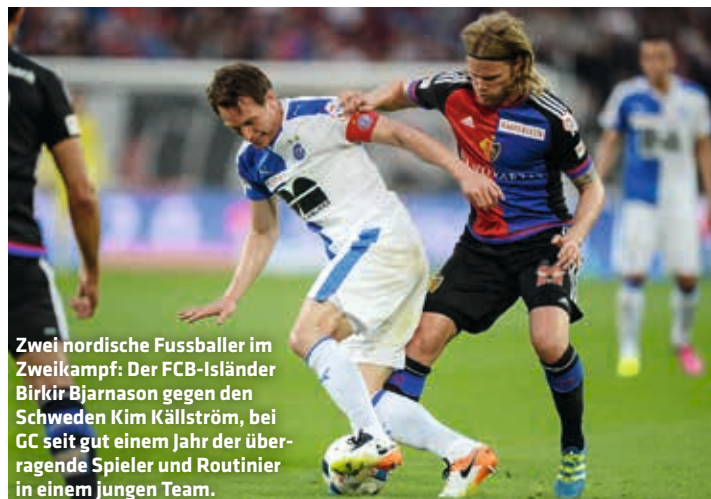 Zwei nordische Fussballer im
Zweikampf: Der FCB-Isländer
Birkir Bjarnason gegen den
Schweden Kim Källström, bei
GC seit gut einem Jahr der über-
ragende Spieler und Routinier
in einem jungen Team.